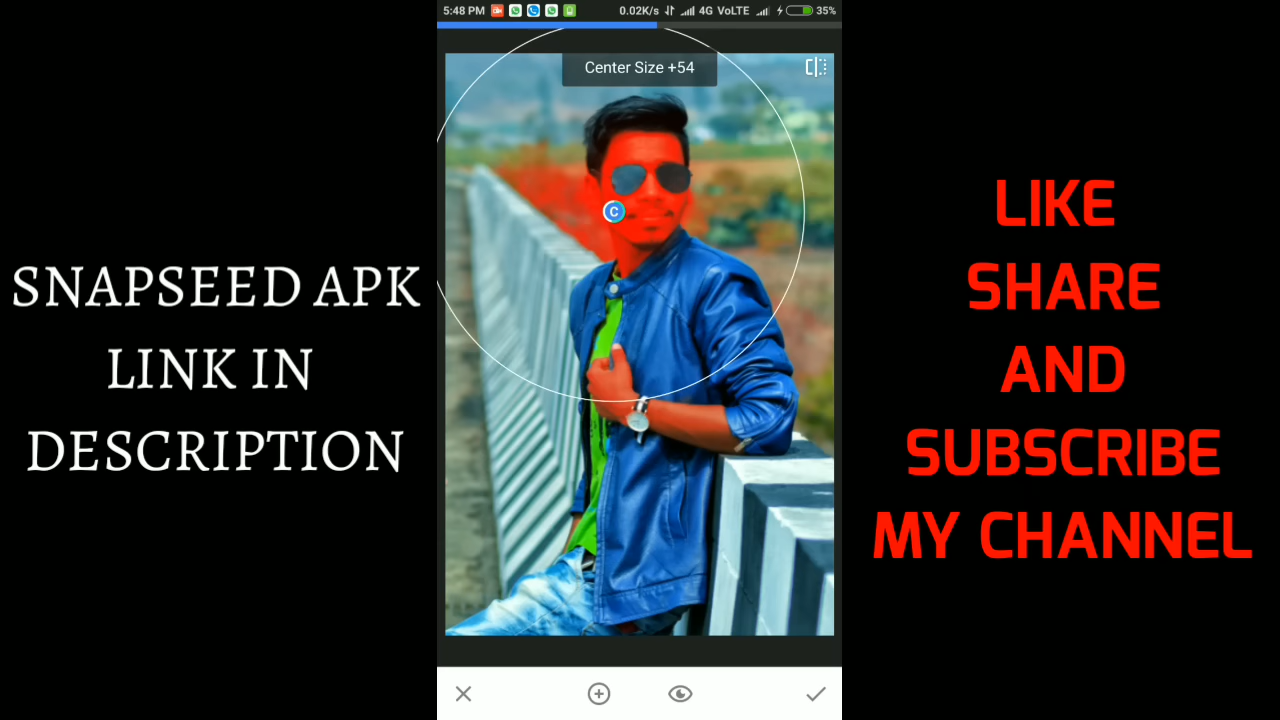 5:48 PM
0.02K/s
4G VoLTE
35%
Center Size +54
C
SNAPSEED APK
LINK IN
DESCRIPTION
LIKE
SHARE
AND
SUBSCRIBE
MY CHANNEL